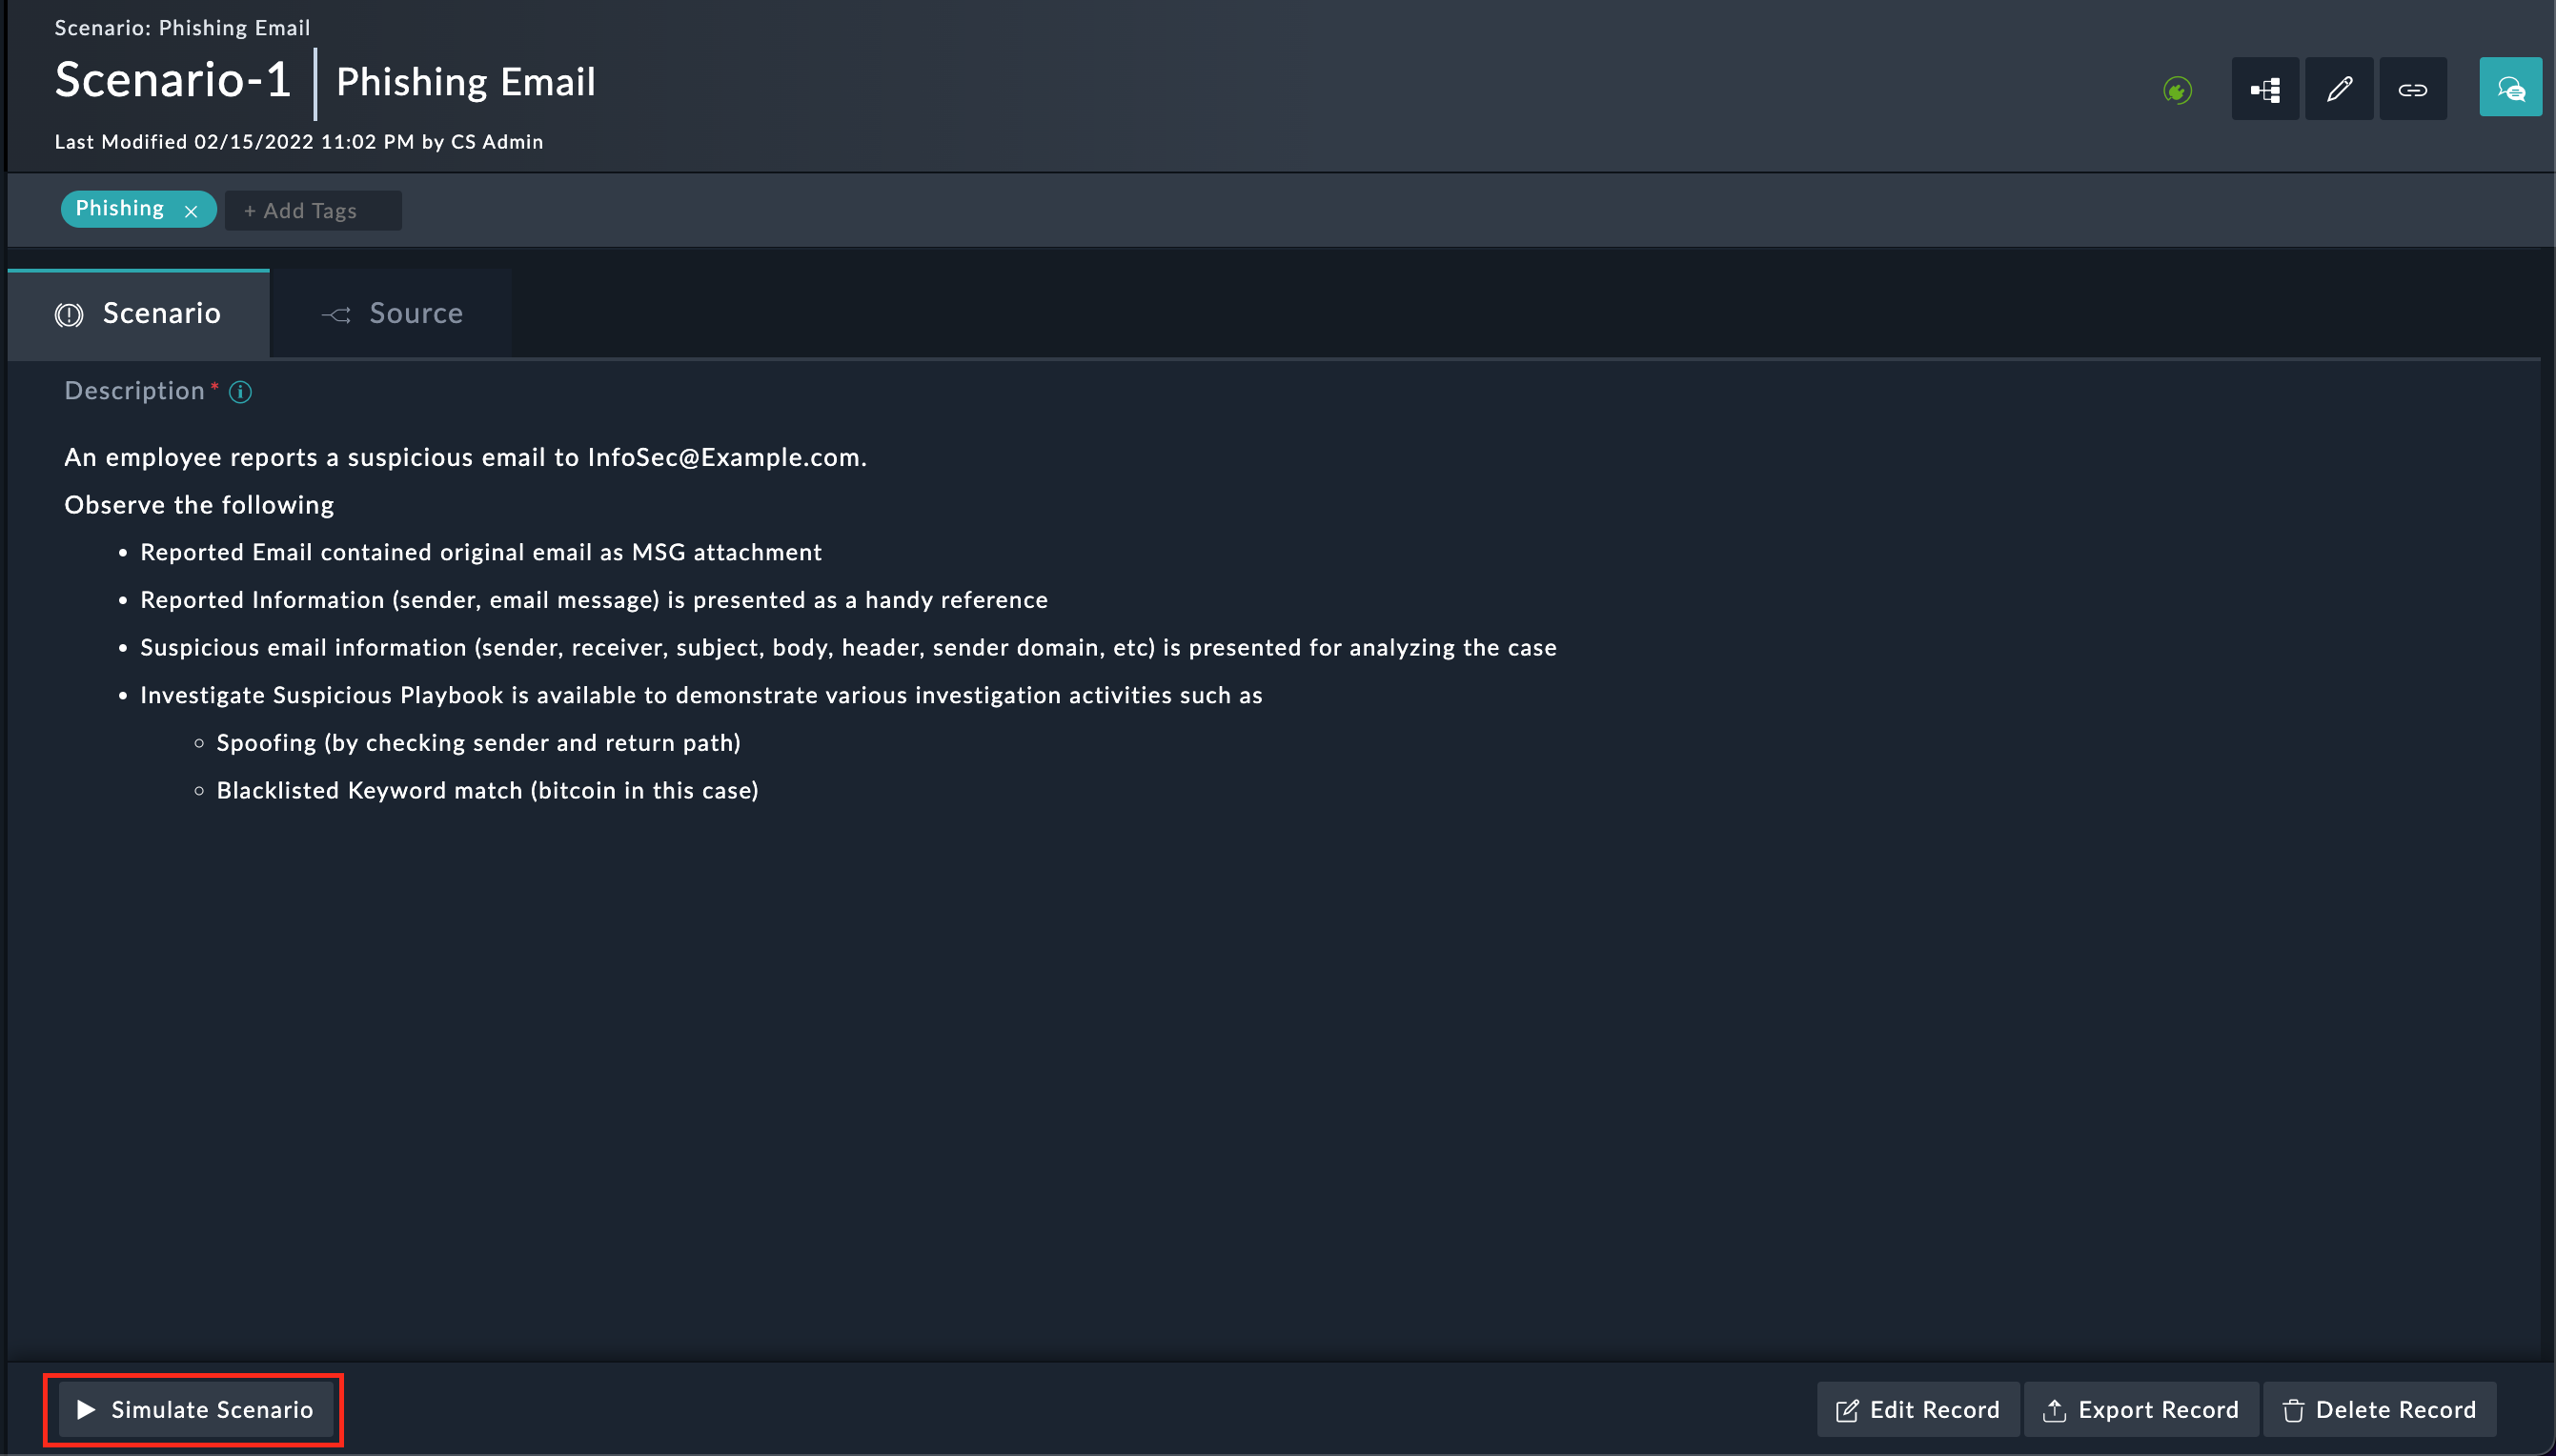 Scenario: Phishing Email
Scenario-1 | Phishing Email
Last Modified 02/15/2022 11:02 PM by CS Admin
Phishing × + Add Tags
Scenario Source
Description *
An employee reports a suspicious email to InfoSec@Example.com.
Observe the following
• Reported Email contained original email as MSG attachment
• Reported Information (sender, email message) is presented as a handy reference
• Suspicious email information (sender, receiver, subject, body, header, sender domain, etc) is presented for analyzing the case
• Investigate Suspicious Playbook is available to demonstrate various investigation activities such as
○ Spoofing (by checking sender and return path)
○ Blacklisted Keyword match (bitcoin in this case)
Simulate Scenario Edit Record Export Record Delete Record